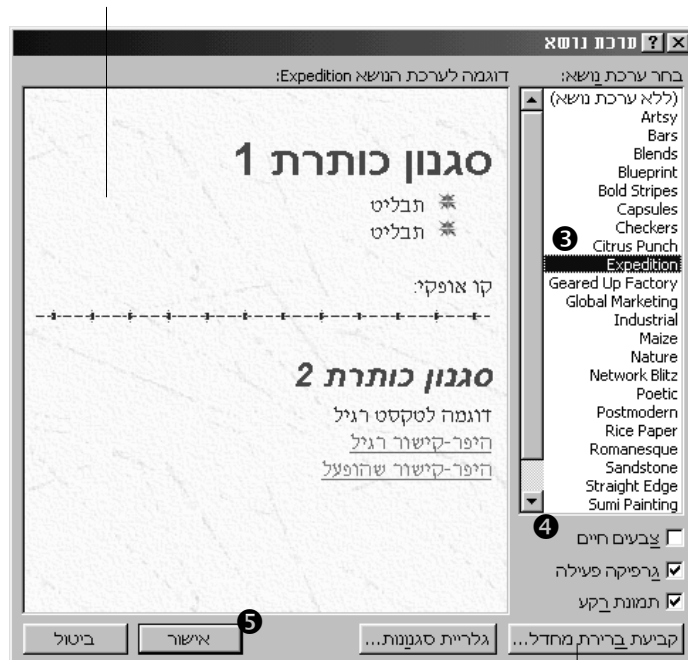 ערכת נושא
בחר ערכת נושא:
(ללא ערכת נושא)
Artsy
Bars
Blends
Blueprint
Bold Stripes
Capsules
Checkers
❸
Citrus Punch
Expedition
Geared Up Factory
Global Marketing
Industrial
Maize
Nature
Network Blitz
Poetic
Postmodern
Rice Paper
Romanesque
Sandstone
Straight Edge
Sumi Painting
❹
צבעים חיים
גרפיקה פעילה
תמונת רקע
דוגמה לערכת הנושא Expedition:
סגנון כותרת 1
תבליט
תבליט
קו אופקי:
סגנון כותרת 2
דוגמה לטקסט רגיל
היפר-קישור רגיל
היפר-קישור שהופעל
קביעת ברירת מחדל...
גלריית סגנונות...
❺
אישור
ביטול